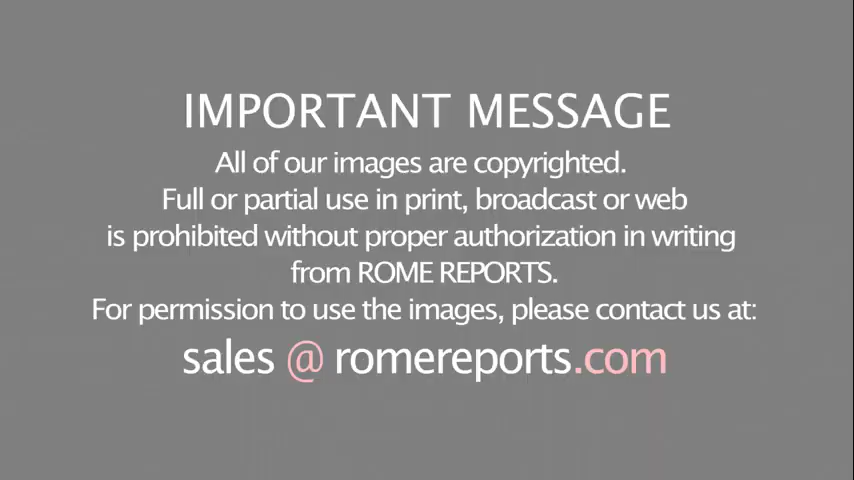 IMPORTANT MESSAGE
All of our images are copyrighted.
Full or partial use in print, broadcast or web
is prohibited without proper authorization in writing
from ROME REPORTS.
For permission to use the images, please contact us at:
sales @ romereports.com